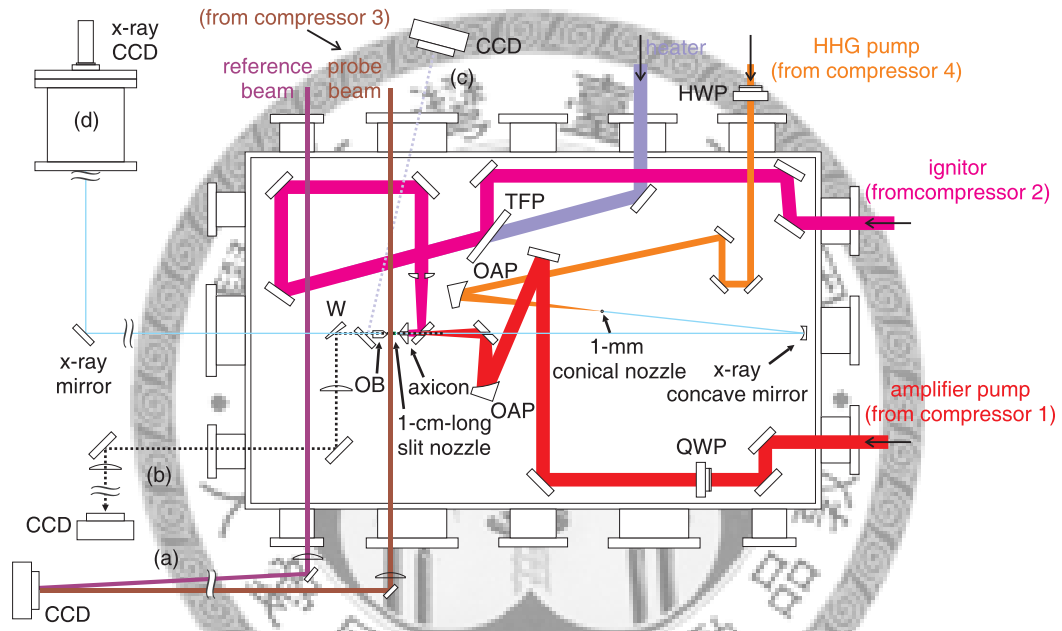 (from compressor 3)
x-ray
CCD
CCD
heater
HHG pump
(from compressor 4)
reference
beam
probe
beam
(c)
HWP
(d)
ignitor
(fromcompressor 2)
TFP
OAP
W
1-mm
conical nozzle
x-ray
mirror
OB
axicon
OAP
x-ray
concave mirror
1-cm-long
slit nozzle
amplifier pump
(from compressor 1)
QWP
(b)
CCD
(a)
CCD